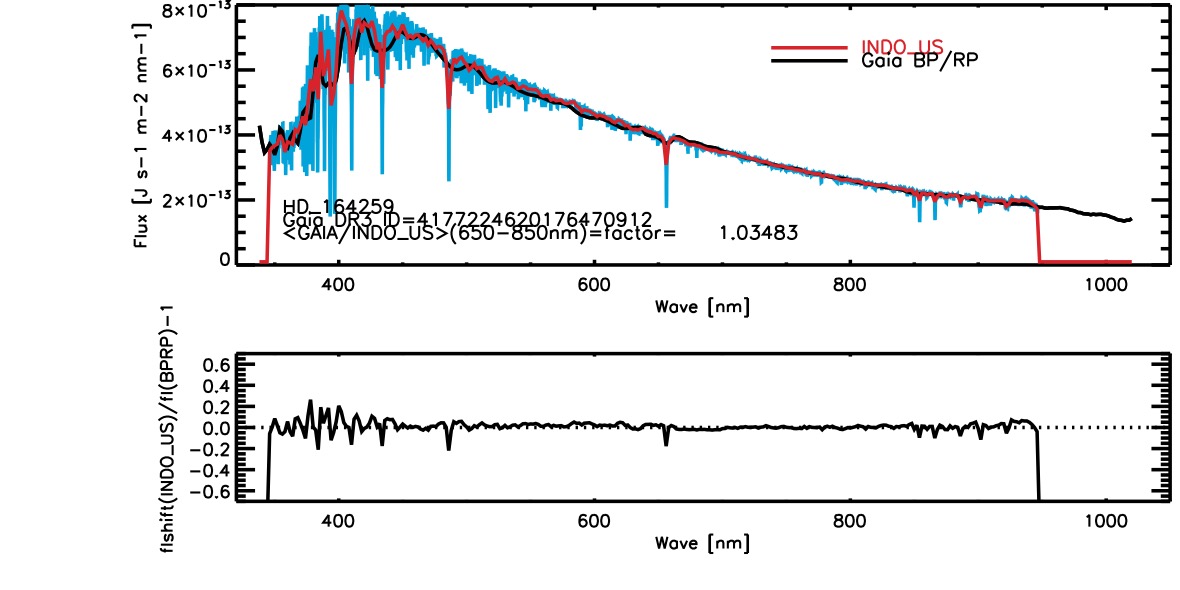 8×10−13
6×10−13
4×10−13
2×10−13
0
Flux [J s−1 m−2 nm−1]
INDO_US
Gaia BP/RP
HD_164259
Gaia DR3 ID=4177224620176470912
<GAIA/INDO_US>(650−850nm)=factor= 1.03483
400 600 800 1000
Wave [nm]
flshift(INDO_US)/fl(BPRP)−1
0.6
0.4
0.2
0.0
−0.2
−0.4
−0.6
400 600 800 1000
Wave [nm]